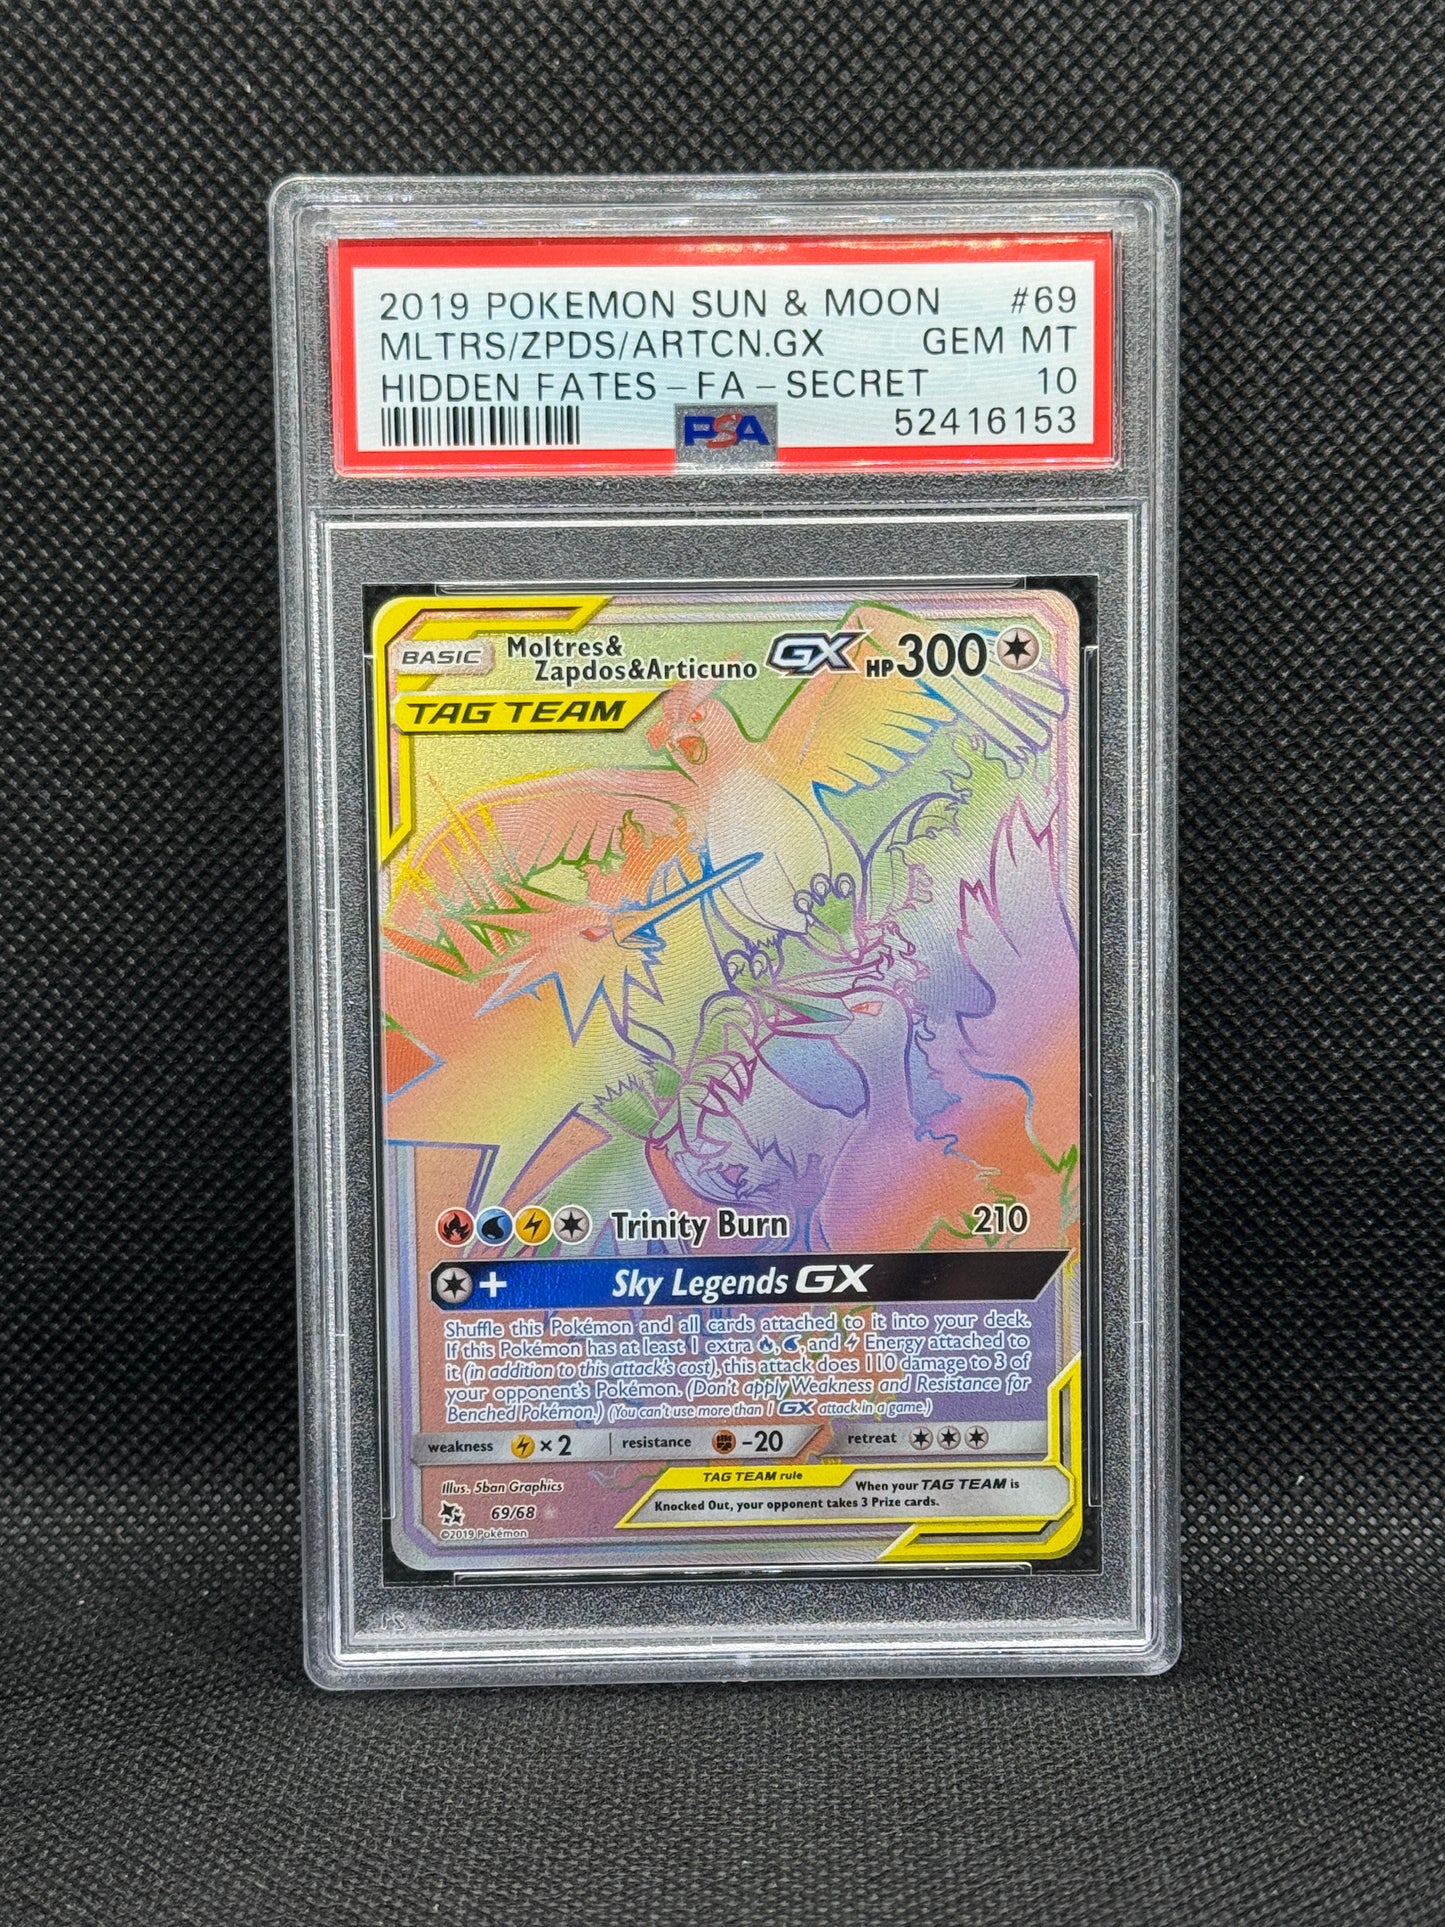 2019 POKEMON SUN & MOON #69
MLTRS/ZPDS/ARTCN.GX GEM MT
HIDDEN FATES - FA - SECRET 10
PSA 52416153
BASIC Moltres& Zapdos&Articuno GX HP300
TAG TEAM
Trinity Burn 210
+ Sky Legends GX
Shuffle this Pokémon and all cards attached to it into your deck.
If this Pokémon has at least 1 extra , , and Energy attached to
it (in addition to this attack's cost), this attack does 110 damage to 3 of
your opponent's Pokémon. (Don't apply Weakness and Resistance for
Benched Pokémon.) (You can't use more than 1 GX attack in a game.)
weakness ×2 resistance -20 retreat
Illus. 5ban Graphics
69/68
©2019 Pokémon
TAG TEAM rule
When your TAG TEAM is
Knocked Out, your opponent takes 3 Prize cards.